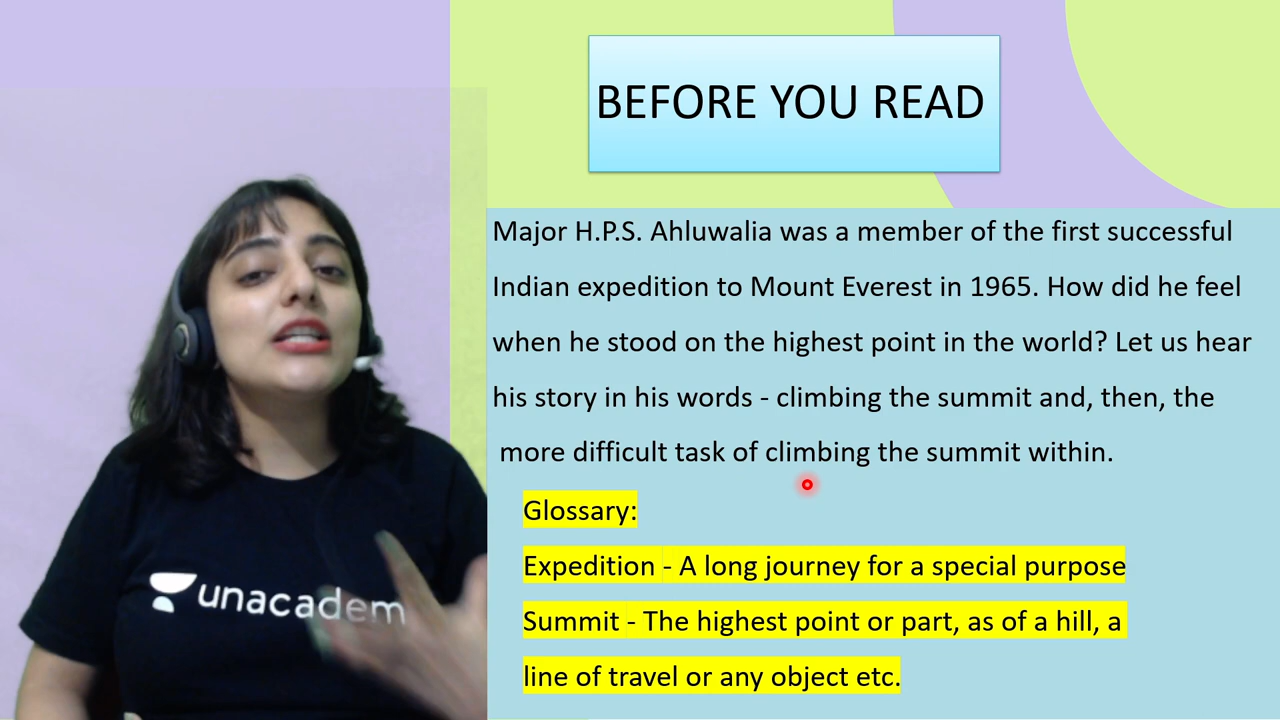 BEFORE YOU READ
Major H.P.S. Ahluwalia was a member of the first successful
Indian expedition to Mount Everest in 1965. How did he feel
when he stood on the highest point in the world? Let us hear
his story in his words - climbing the summit and, then, the
more difficult task of climbing the summit within.
Glossary:
Expedition - A long journey for a special purpose
Summit - The highest point or part, as of a hill, a
line of travel or any object etc.
unacadem